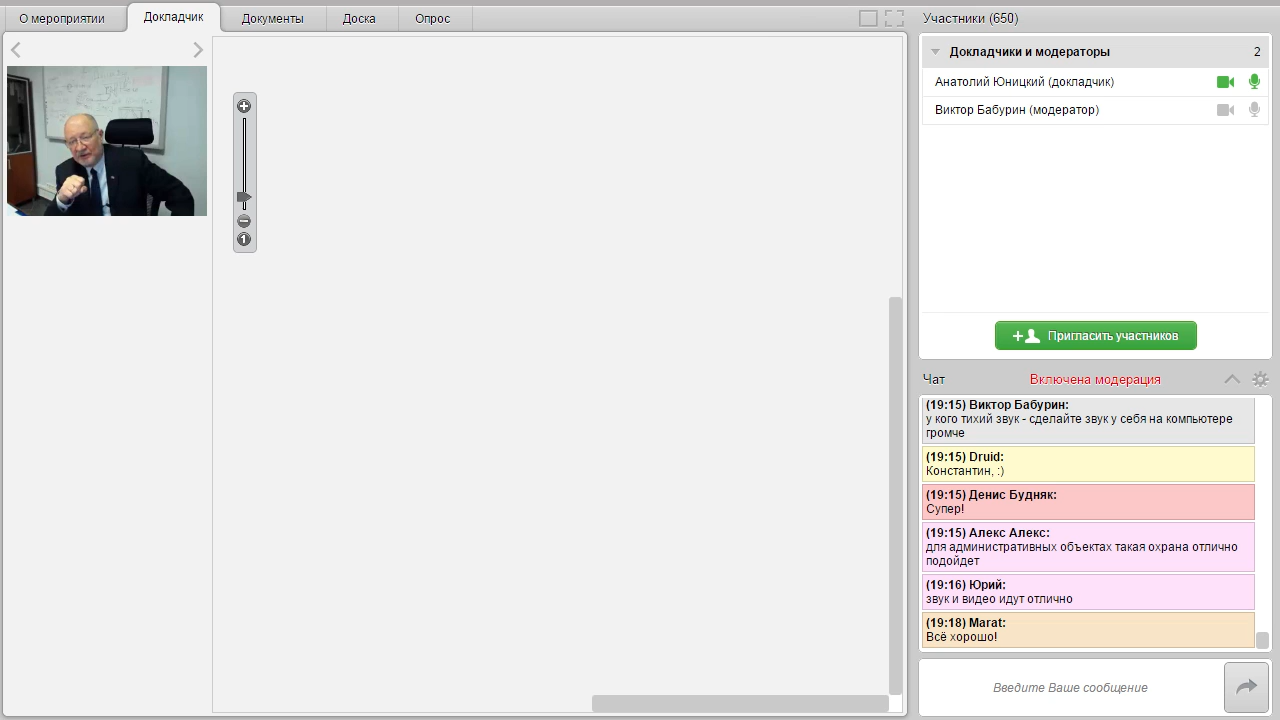 О мероприятии
Докладчик
Документы
Доска
Опрос
Участники (650)
Докладчики и модераторы
2
Анатолий Юницкий (докладчик)
Виктор Бабурин (модератор)
Пригласить участников
Чат
Включена модерация
(19:15) Виктор Бабурин:
у кого тихий звук - сделайте звук у себя на компьютере
громче
(19:15) Druid:
Константин, :)
(19:15) Денис Будняк:
Супер!
(19:15) Алекс Алекс:
для административных объектах такая охрана отлично
подойдет
(19:16) Юрий:
звук и видео идут отлично
(19:18) Marat:
Всё хорошо!
Введите Ваше сообщение